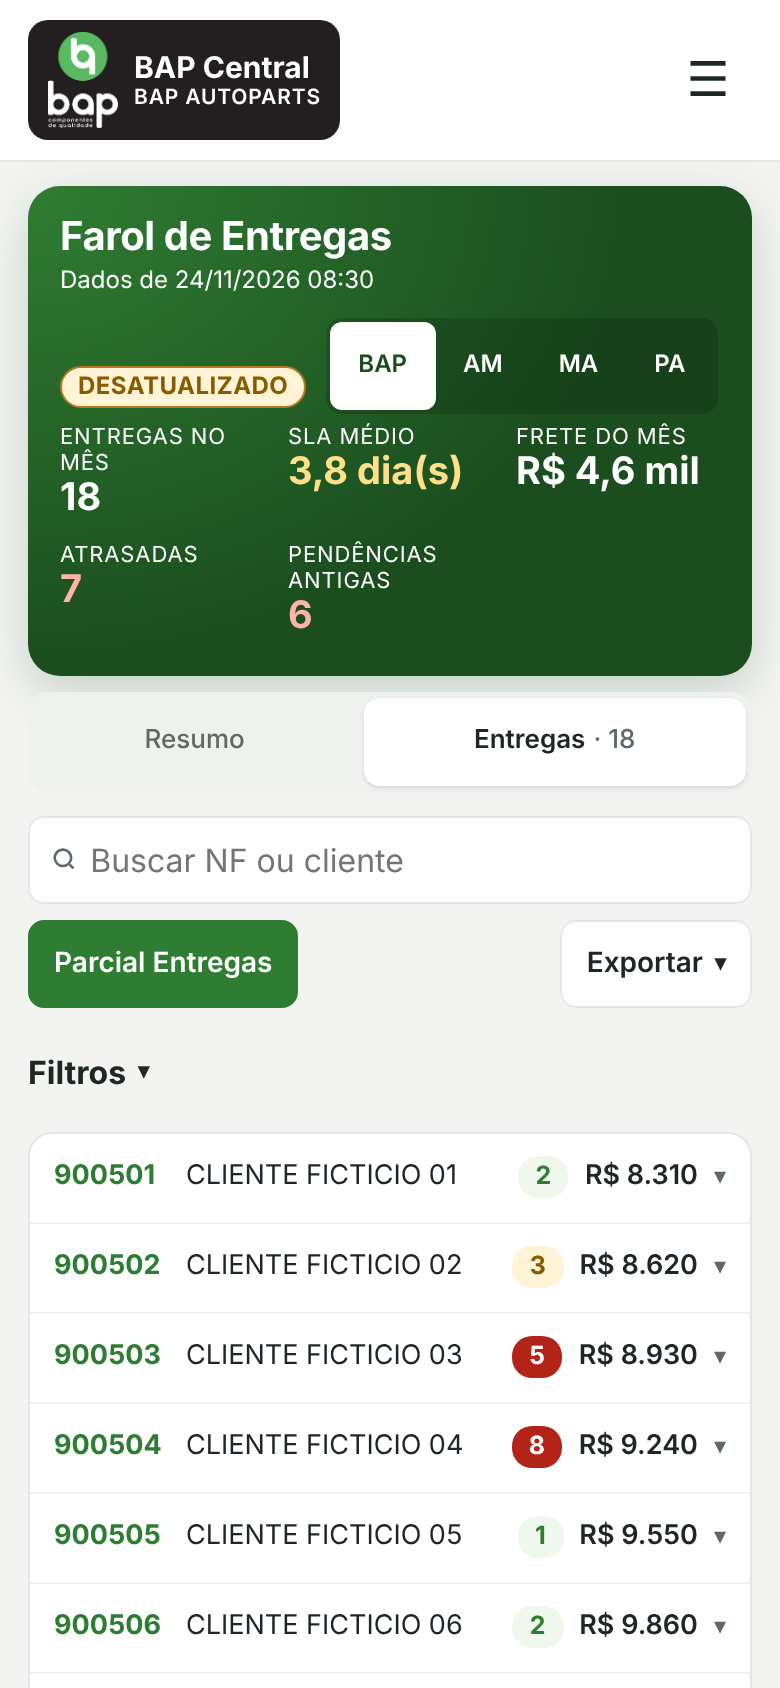 bap
componentes
de qualidade
BAP Central
BAP AUTOPARTS
☰
Farol de Entregas
Dados de 24/11/2026 08:30
DESATUALIZADO
BAP AM MA PA
ENTREGAS NO
MÊS
18
SLA MÉDIO
3,8 dia(s)
FRETE DO MÊS
R$ 4,6 mil
ATRASADAS
7
PENDÊNCIAS
ANTIGAS
6
Resumo
Entregas · 18
Buscar NF ou cliente
Parcial Entregas
Exportar ▾
Filtros ▾
900501 CLIENTE FICTICIO 01 2 R$ 8.310 ▾
900502 CLIENTE FICTICIO 02 3 R$ 8.620 ▾
900503 CLIENTE FICTICIO 03 5 R$ 8.930 ▾
900504 CLIENTE FICTICIO 04 8 R$ 9.240 ▾
900505 CLIENTE FICTICIO 05 1 R$ 9.550 ▾
900506 CLIENTE FICTICIO 06 2 R$ 9.860 ▾